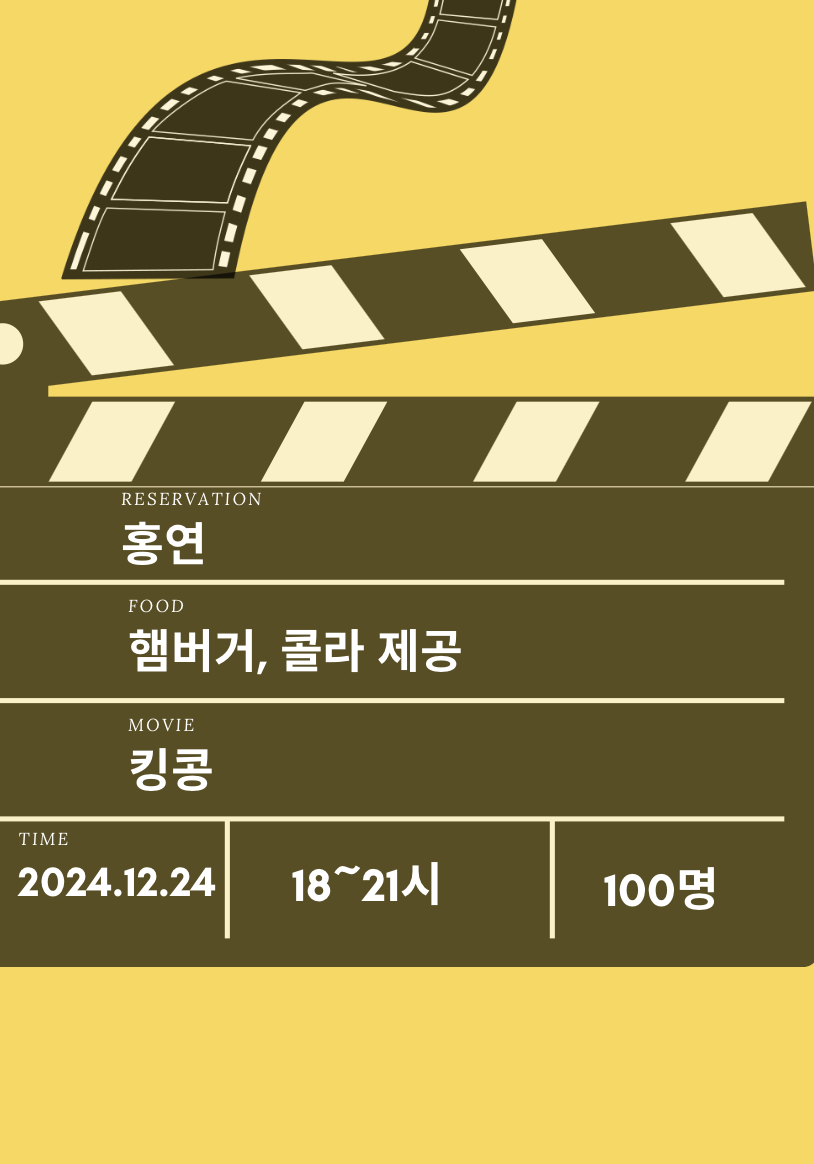 RESERVATION
홍연
FOOD
햄버거, 콜라 제공
MOVIE
킹콩
TIME
2024.12.24
18~21시
100명